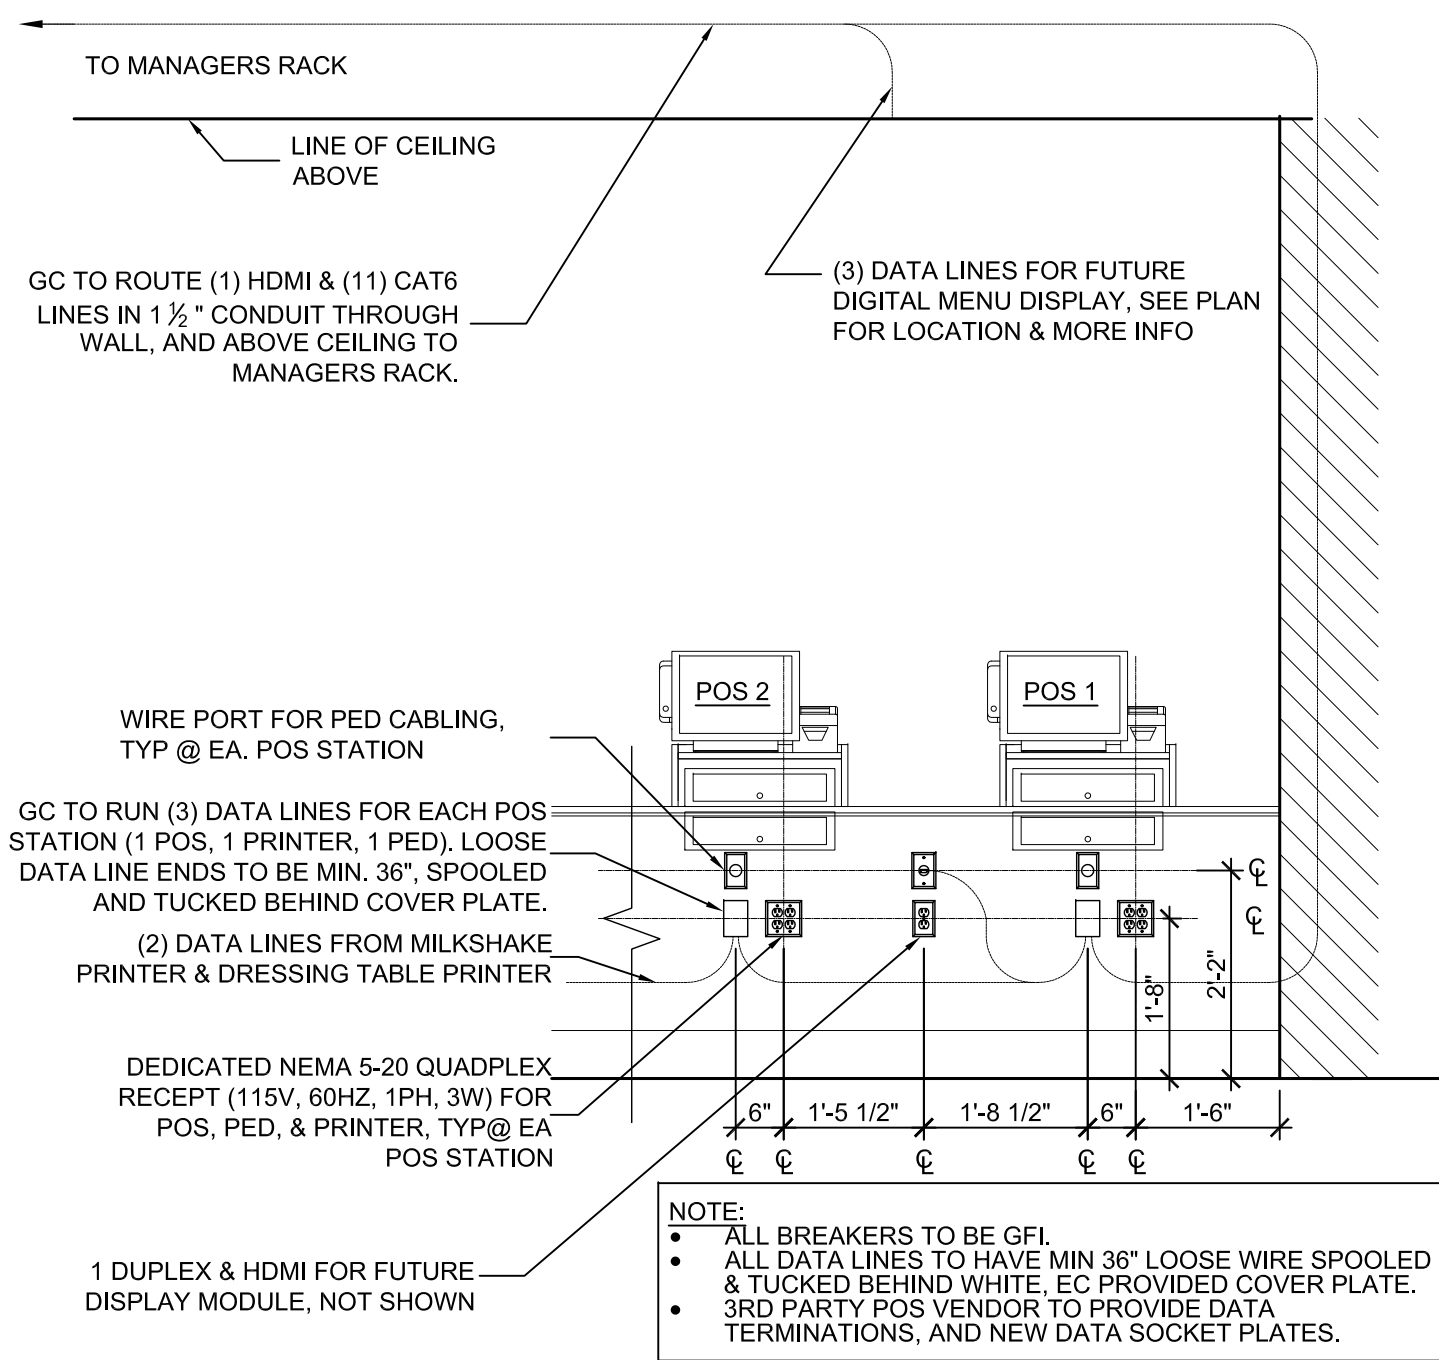 TO MANAGERS RACK
LINE OF CEILING
ABOVE
GC TO ROUTE (1) HDMI & (11) CAT6
LINES IN 1 ½ " CONDUIT THROUGH
WALL, AND ABOVE CEILING TO
MANAGERS RACK.
(3) DATA LINES FOR FUTURE
DIGITAL MENU DISPLAY, SEE PLAN
FOR LOCATION & MORE INFO
POS 2
POS 1
WIRE PORT FOR PED CABLING,
TYP @ EA. POS STATION
GC TO RUN (3) DATA LINES FOR EACH POS
STATION (1 POS, 1 PRINTER, 1 PED). LOOSE
DATA LINE ENDS TO BE MIN. 36", SPOOLED
AND TUCKED BEHIND COVER PLATE.
(2) DATA LINES FROM MILKSHAKE
PRINTER & DRESSING TABLE PRINTER
℄
℄
1'-8"
2'-2"
DEDICATED NEMA 5-20 QUADPLEX
RECEPT (115V, 60HZ, 1PH, 3W) FOR
POS, PED, & PRINTER, TYP@ EA
POS STATION
6"
1'-5 1/2"
1'-8 1/2"
6"
1'-6"
℄ ℄ ℄ ℄ ℄
1 DUPLEX & HDMI FOR FUTURE
DISPLAY MODULE, NOT SHOWN
NOTE:
• ALL BREAKERS TO BE GFI.
• ALL DATA LINES TO HAVE MIN 36" LOOSE WIRE SPOOLED
& TUCKED BEHIND WHITE, EC PROVIDED COVER PLATE.
• 3RD PARTY POS VENDOR TO PROVIDE DATA
TERMINATIONS, AND NEW DATA SOCKET PLATES.